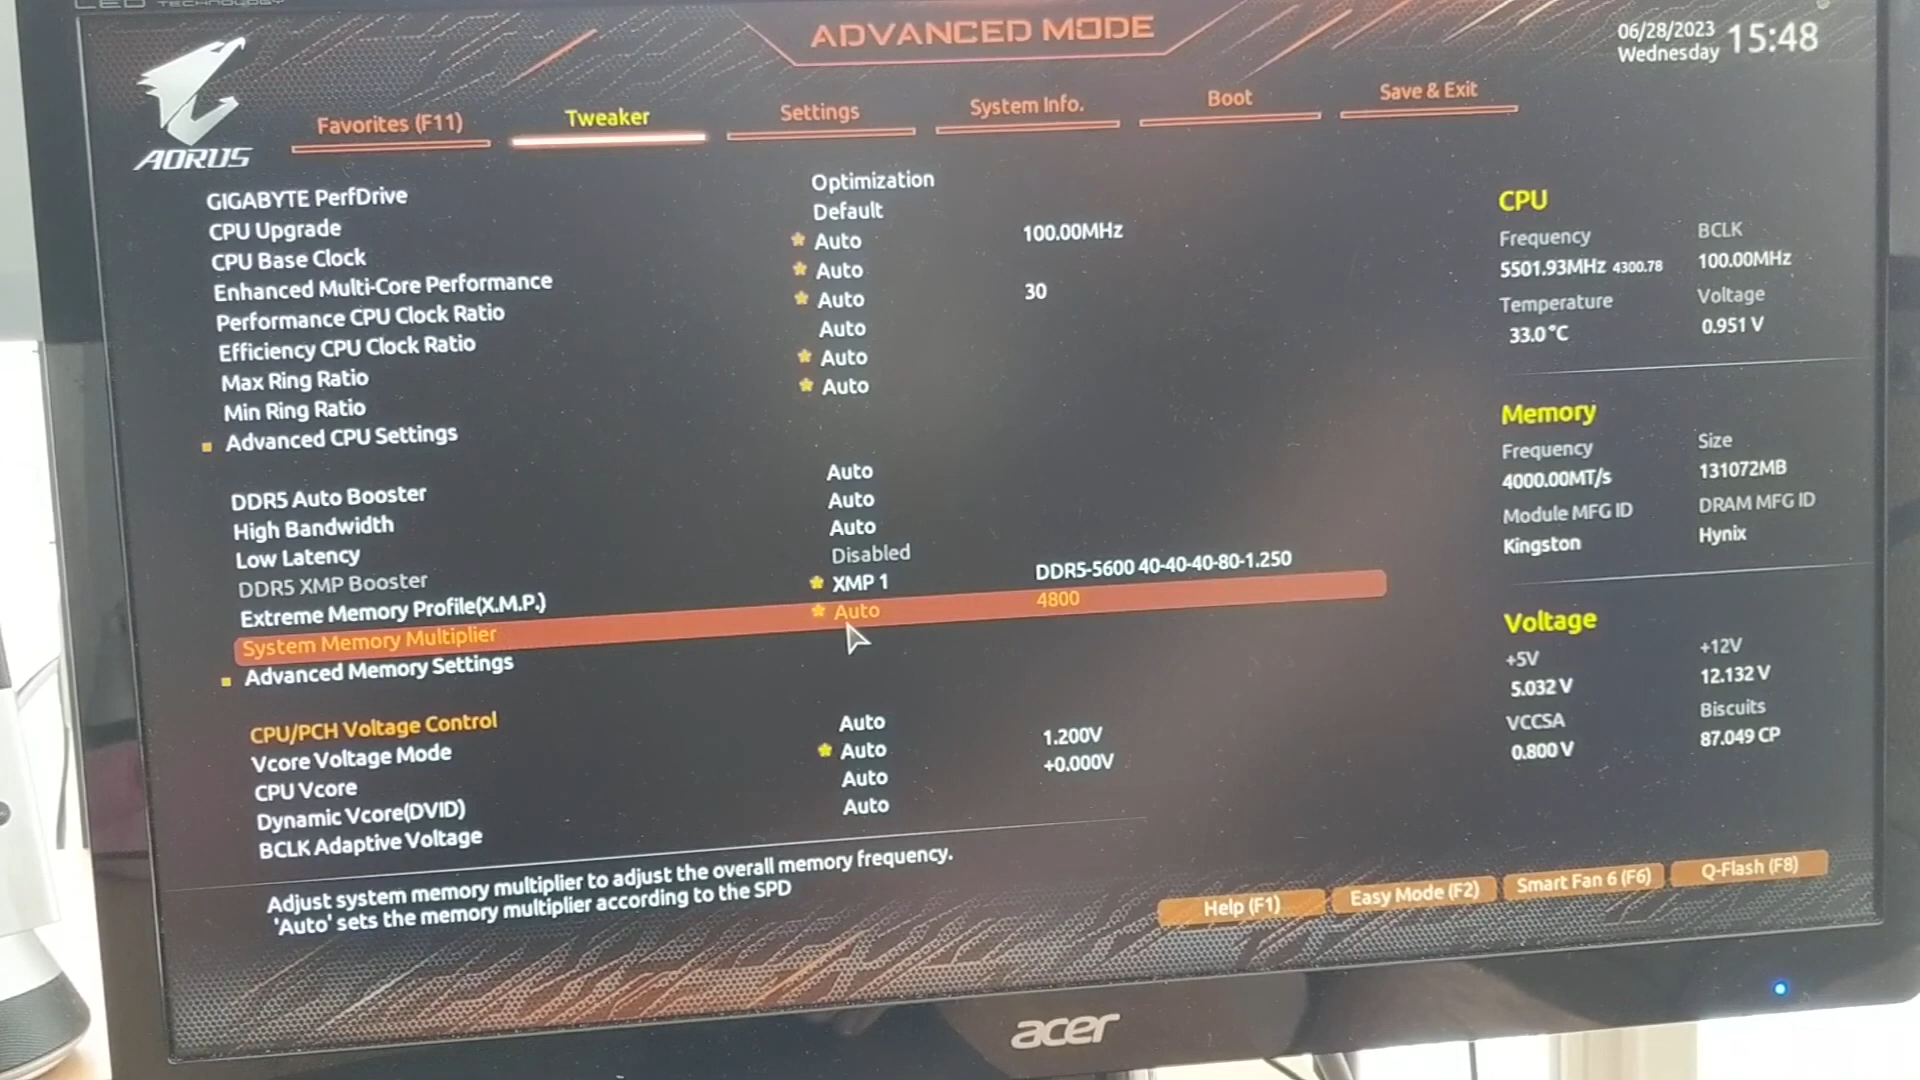 LED TECHNOLOGY
ADVANCED MODE
06/28/2023
Wednesday
15:48
AORUS
Favorites (F11)
Tweaker
Settings
System Info.
Boot
Save & Exit
GIGABYTE PerfDrive Optimization
CPU Upgrade Default
CPU Base Clock Auto 100.00MHz
Enhanced Multi-Core Performance Auto
Performance CPU Clock Ratio Auto 30
Efficiency CPU Clock Ratio Auto
Max Ring Ratio Auto
Min Ring Ratio Auto
Advanced CPU Settings
DDR5 Auto Booster Auto
High Bandwidth Auto
Low Latency Auto
DDR5 XMP Booster Disabled
Extreme Memory Profile(X.M.P.) XMP 1 DDR5-5600 40-40-40-80-1.250
System Memory Multiplier Auto 4800
Advanced Memory Settings
CPU/PCH Voltage Control
Vcore Voltage Mode Auto
CPU Vcore Auto 1.200V
Dynamic Vcore(DVID) Auto +0.000V
BCLK Adaptive Voltage Auto
Adjust system memory multiplier to adjust the overall memory frequency.
'Auto' sets the memory multiplier according to the SPD
CPU
Frequency BCLK
5501.93MHz 4300.78 100.00MHz
Temperature Voltage
33.0°C 0.951 V
Memory
Frequency Size
4000.00MT/s 131072MB
Module MFG ID DRAM MFG ID
Kingston Hynix
Voltage
+5V +12V
5.032 V 12.132 V
VCCSA Biscuits
0.800 V 87.049 CP
Help (F1)
Easy Mode (F2)
Smart Fan 6 (F6)
Q-Flash (F8)
acer